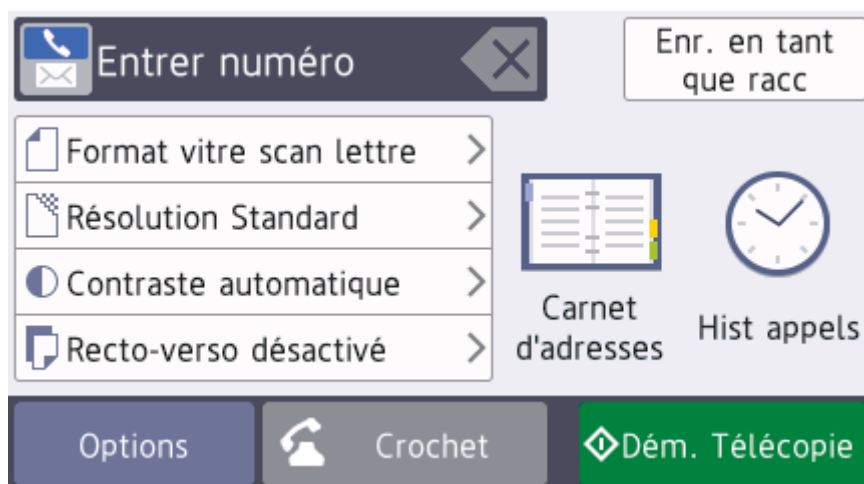 Entrer numéro
Enr. en tant
que racc
Format vitre scan lettre
Résolution Standard
Contraste automatique
Recto-verso désactivé
Carnet
d'adresses
Hist appels
Options
Crochet
Dém. Télécopie